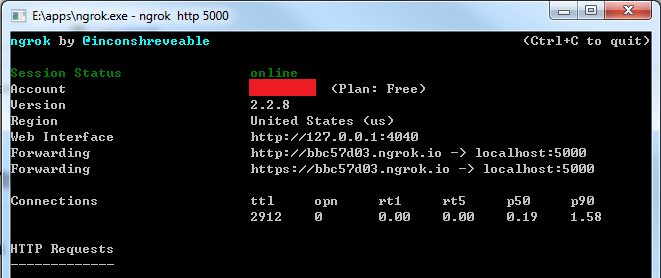 E:\apps\ngrok.exe - ngrok http 5000
ngrok by @inconshreveable (Ctrl+C to quit)
Session Status online
Account (Plan: Free)
Version 2.2.8
Region United States (us)
Web Interface http://127.0.0.1:4040
Forwarding http://bbc57d03.ngrok.io -> localhost:5000
Forwarding https://bbc57d03.ngrok.io -> localhost:5000
Connections ttl opn rt1 rt5 p50 p90
2912 0 0.00 0.00 0.19 1.58
HTTP Requests
-------------